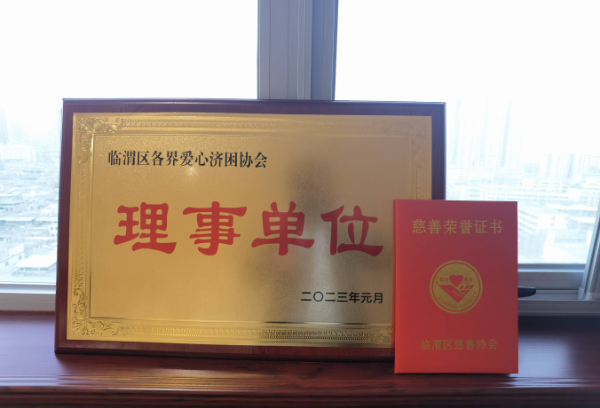 临渭区各界爱心济困协会
理事单位
二〇二三年元月
慈善荣誉证书
临渭区慈善协会